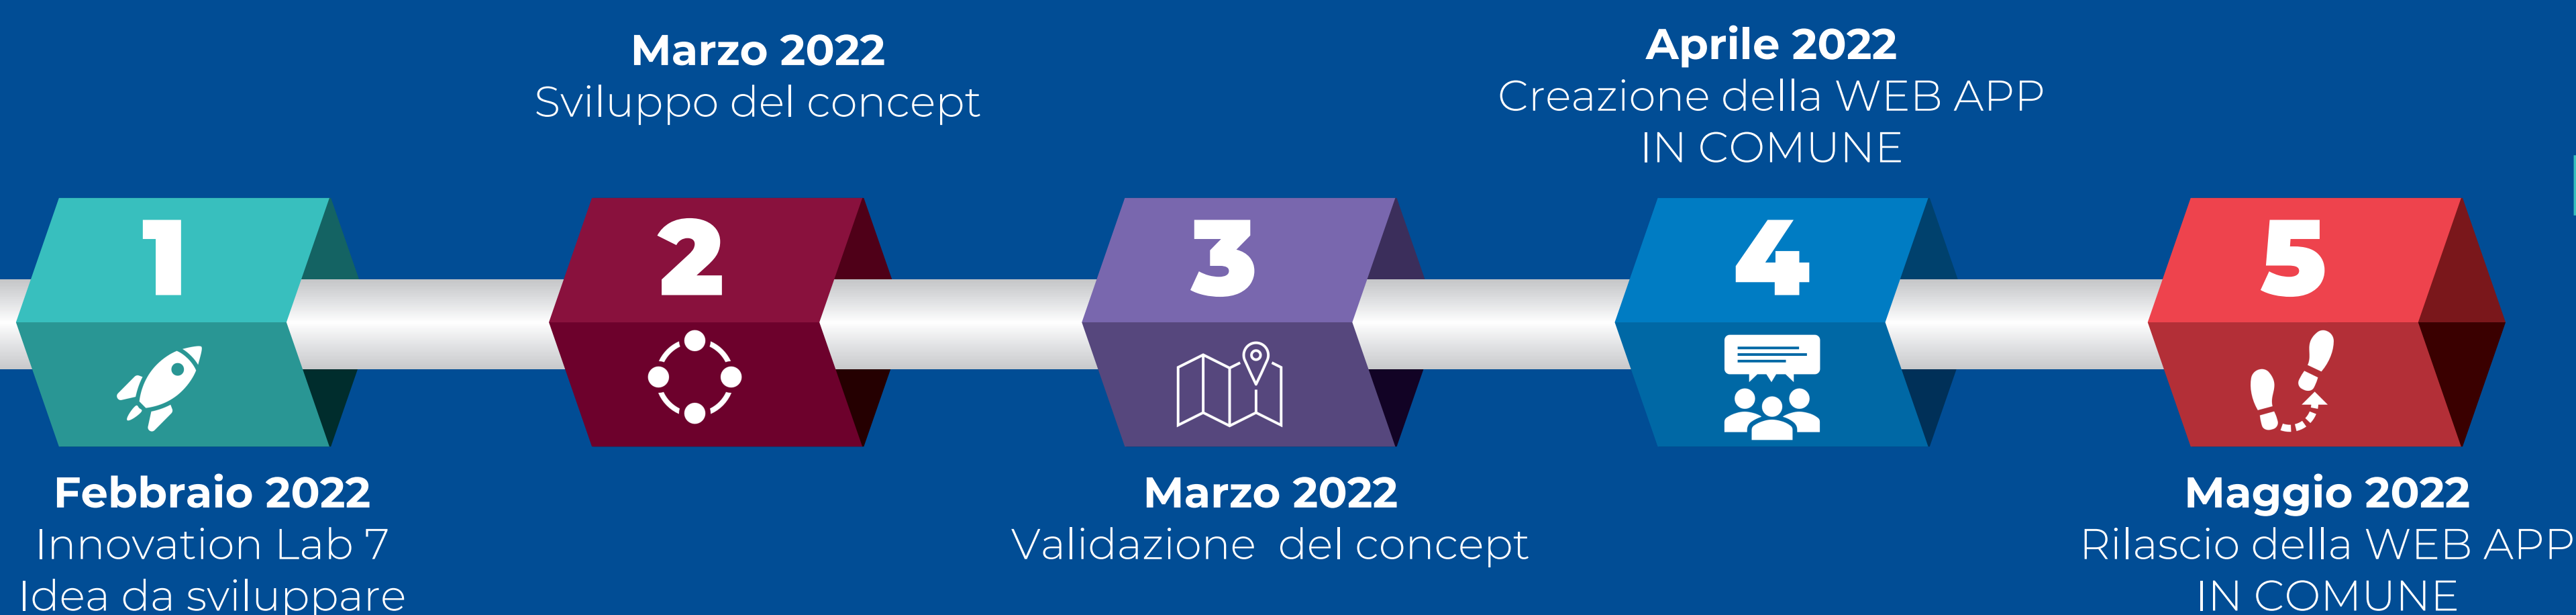 Marzo 2022
Sviluppo del concept
Aprile 2022
Creazione della WEB APP
IN COMUNE
1
2
3
4
5
Febbraio 2022
Innovation Lab 7
Idea da sviluppare
Marzo 2022
Validazione del concept
Maggio 2022
Rilascio della WEB APP
IN COMUNE